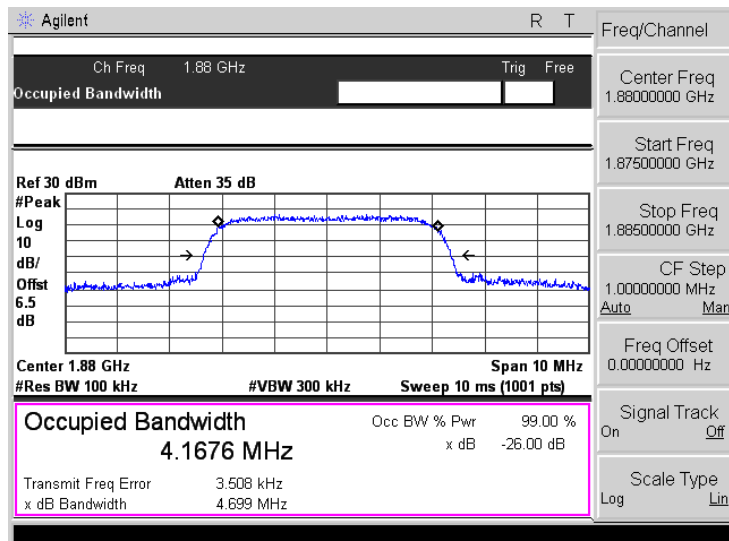 Agilent
R T
Ch Freq 1.88 GHz Trig Free
Occupied Bandwidth
Ref 30 dBm Atten 35 dB
#Peak
Log
10
dB/
Offst
6.5
dB
Center 1.88 GHz Span 10 MHz
#Res BW 100 kHz #VBW 300 kHz Sweep 10 ms (1001 pts)
Occupied Bandwidth
4.1676 MHz
Occ BW % Pwr 99.00 %
x dB -26.00 dB
Transmit Freq Error 3.508 kHz
x dB Bandwidth 4.699 MHz
Freq/Channel
Center Freq
1.88000000 GHz
Start Freq
1.87500000 GHz
Stop Freq
1.88500000 GHz
CF Step
1.00000000 MHz
Auto Man
Freq Offset
0.00000000 Hz
Signal Track
On Off
Scale Type
Log Lin